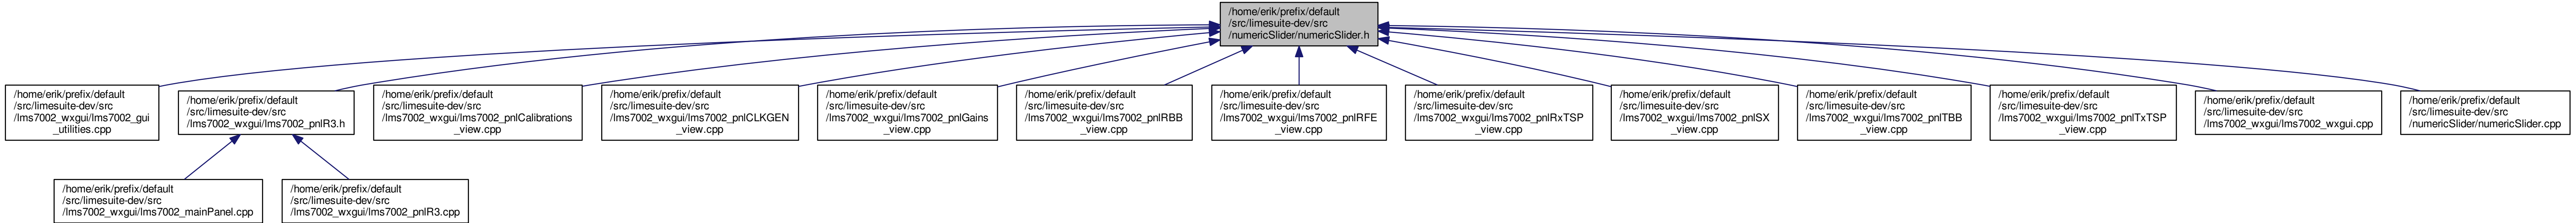 /home/erik/prefix/default
/src/limesuite-dev/src
/numericSlider/numericSlider.h
/home/erik/prefix/default
/src/limesuite-dev/src
/lms7002_wxgui/lms7002_gui
_utilities.cpp
/home/erik/prefix/default
/src/limesuite-dev/src
/lms7002_wxgui/lms7002_pnlR3.h
/home/erik/prefix/default
/src/limesuite-dev/src
/lms7002_wxgui/lms7002_pnlCalibrations
_view.cpp
/home/erik/prefix/default
/src/limesuite-dev/src
/lms7002_wxgui/lms7002_pnlCLKGEN
_view.cpp
/home/erik/prefix/default
/src/limesuite-dev/src
/lms7002_wxgui/lms7002_pnlGains
_view.cpp
/home/erik/prefix/default
/src/limesuite-dev/src
/lms7002_wxgui/lms7002_pnlRBB
_view.cpp
/home/erik/prefix/default
/src/limesuite-dev/src
/lms7002_wxgui/lms7002_pnlRFE
_view.cpp
/home/erik/prefix/default
/src/limesuite-dev/src
/lms7002_wxgui/lms7002_pnlRxTSP
_view.cpp
/home/erik/prefix/default
/src/limesuite-dev/src
/lms7002_wxgui/lms7002_pnlSX
_view.cpp
/home/erik/prefix/default
/src/limesuite-dev/src
/lms7002_wxgui/lms7002_pnlTBB
_view.cpp
/home/erik/prefix/default
/src/limesuite-dev/src
/lms7002_wxgui/lms7002_pnlTxTSP
_view.cpp
/home/erik/prefix/default
/src/limesuite-dev/src
/lms7002_wxgui/lms7002_wxgui.cpp
/home/erik/prefix/default
/src/limesuite-dev/src
/numericSlider/numericSlider.cpp
/home/erik/prefix/default
/src/limesuite-dev/src
/lms7002_wxgui/lms7002_mainPanel.cpp
/home/erik/prefix/default
/src/limesuite-dev/src
/lms7002_wxgui/lms7002_pnlR3.cpp